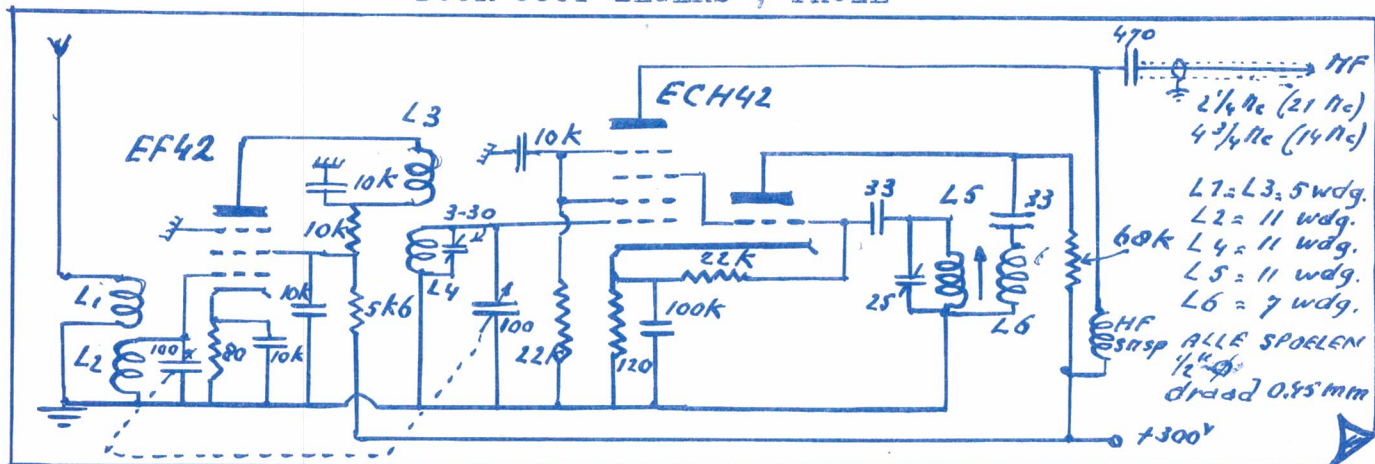 470
MF
2 1/4 Mc (21 Mc)
4 3/4 Mc (14 Mc)
ECH42
L3
EF42
10k
10k
10k
3-30
33
L5
33
L1 = L3 = 5 wdg.
L2 = 11 wdg.
L4 = 11 wdg.
L5 = 11 wdg.
L6 = 7 wdg.
68k
22k
L1
10k
5k6
L4
100
100k
25
L6
HF
smsp
ALLE SPOELEN
1/2" Ø
draad 0.45 mm
L2
100
80
10k
22k
120
+300V